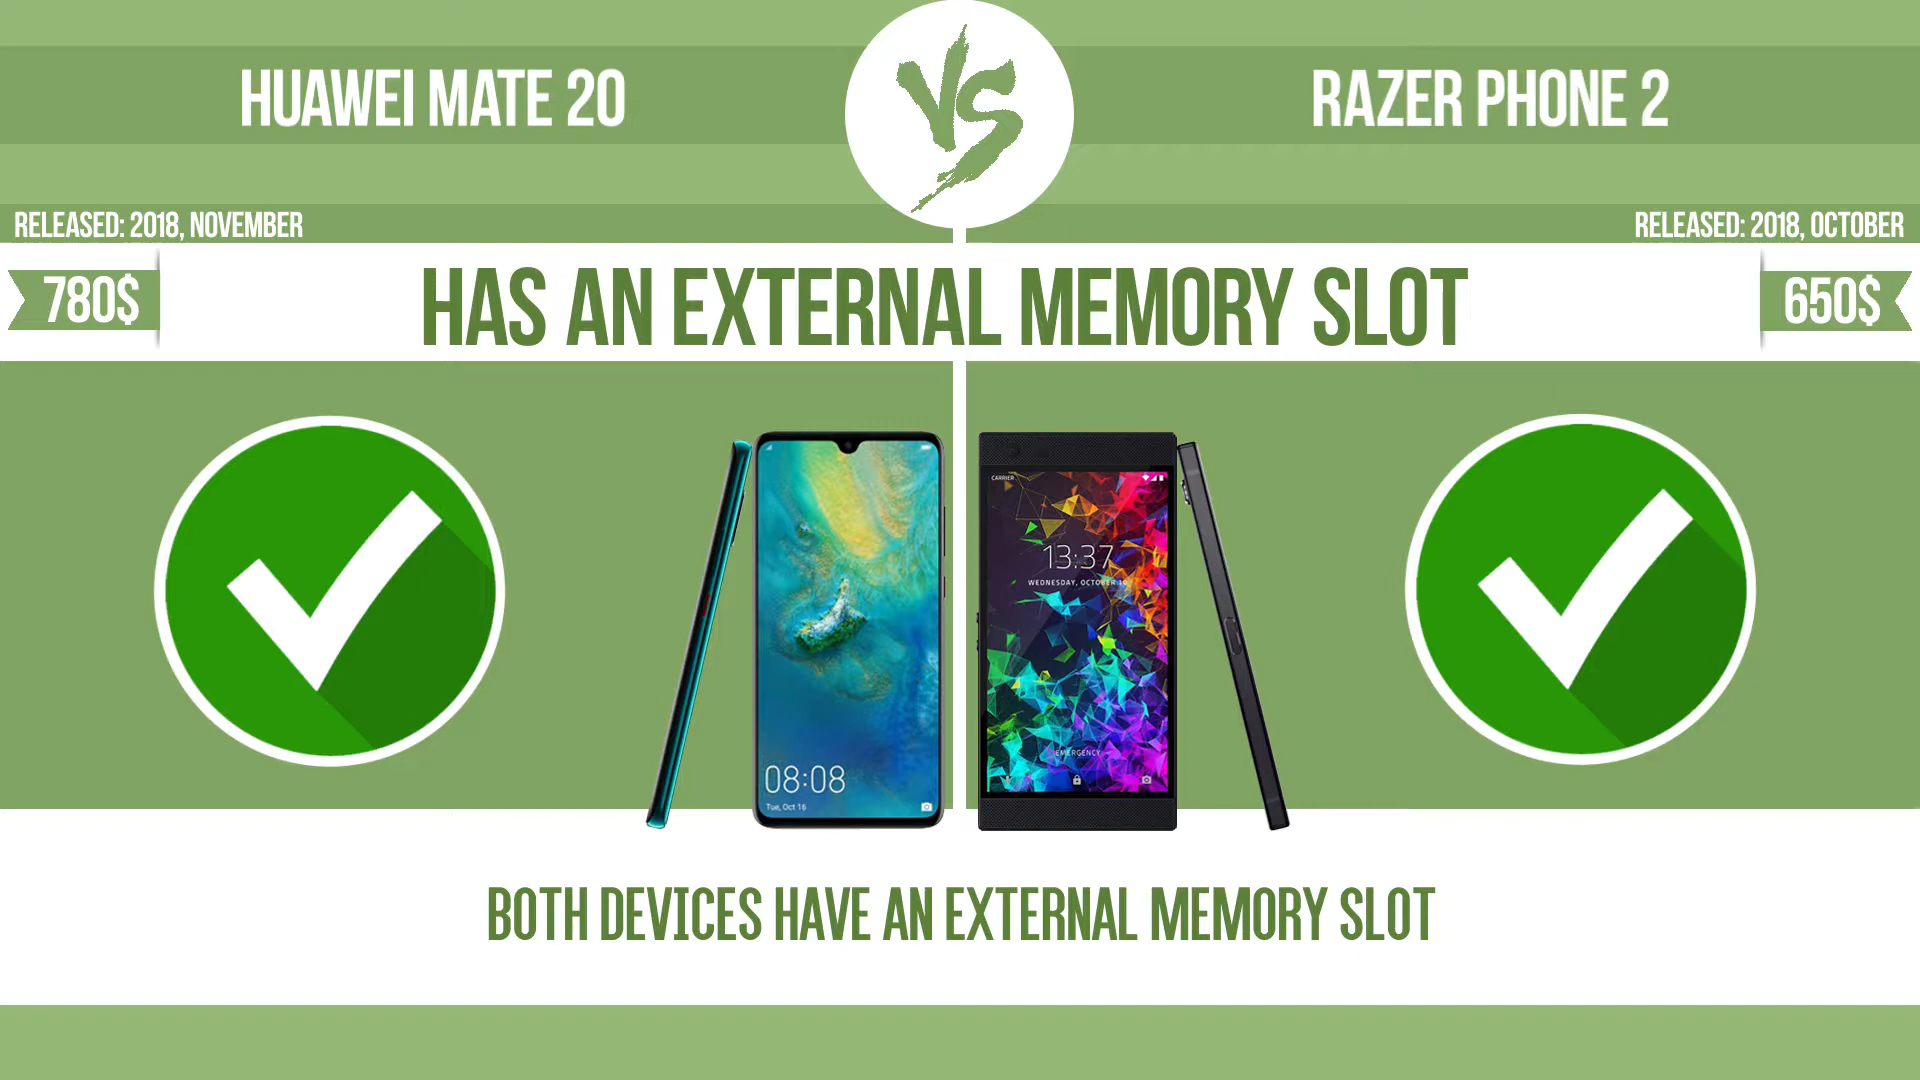 HUAWEI MATE 20
VS
RAZER PHONE 2
RELEASED: 2018, NOVEMBER
RELEASED: 2018, OCTOBER
780$
HAS AN EXTERNAL MEMORY SLOT
650$
CARRIER
13:37
WEDNESDAY, OCTOBER 10
EMERGENCY
08:08
Tue, Oct 16
BOTH DEVICES HAVE AN EXTERNAL MEMORY SLOT